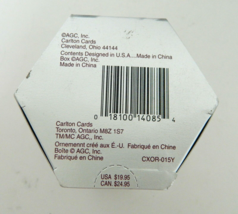 ©AGC, Inc.
Carlton Cards
Cleveland, Ohio 44144
Contents Designed in U.S.A....Made in China
Box ©AGC, Inc.
Made in China
0 18100 14085 4
Carlton Cards
Toronto, Ontario M8Z 1S7
TM/MC AGC., Inc.
Ornement créé aux É.-U. Fabriqué en Chine
Boîte © AGC, Inc.
Fabriqué en Chine
CXOR-015Y
USA $19.95
CAN. $24.95